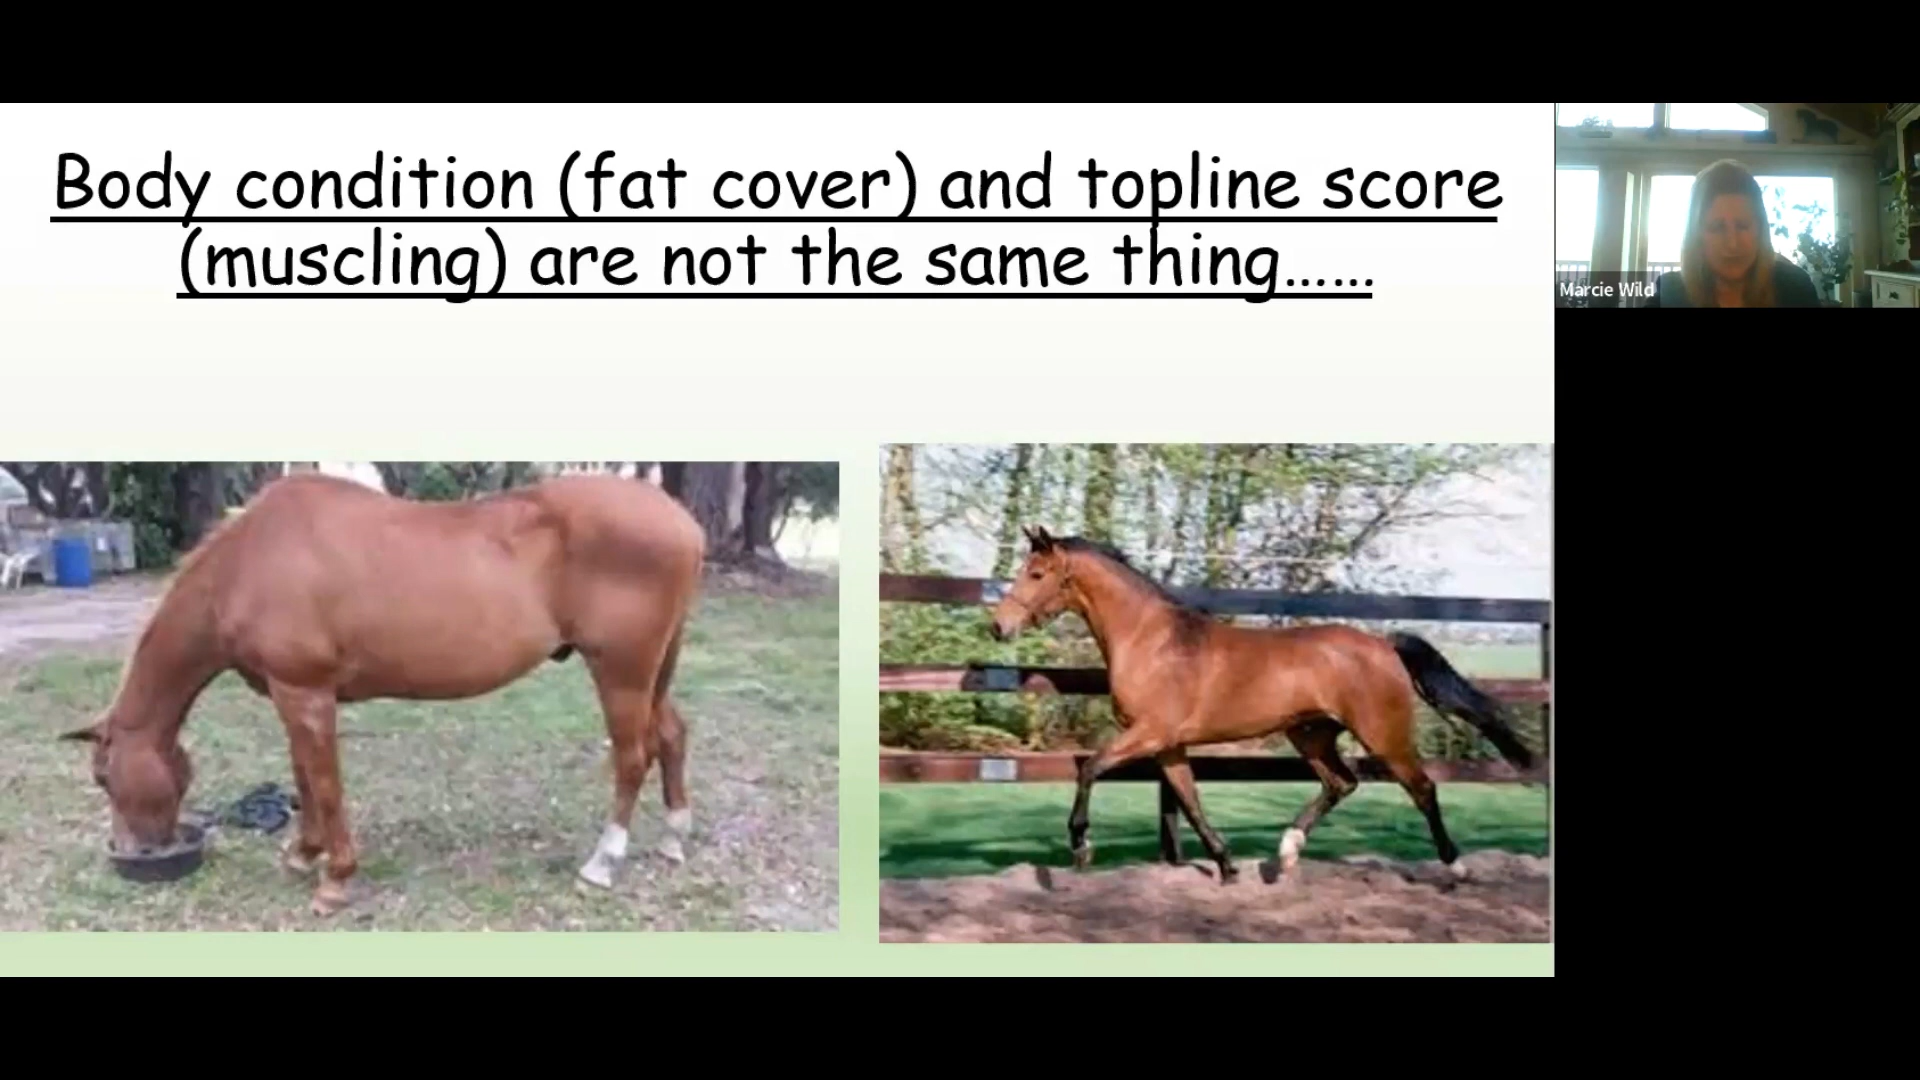 Body condition (fat cover) and topline score
(muscling) are not the same thing......
Marcie Wild